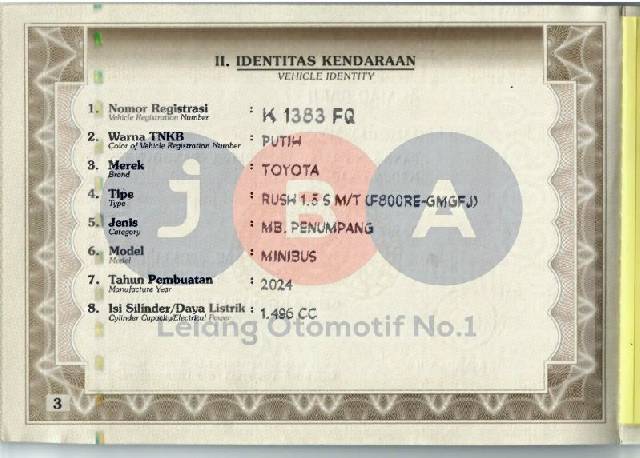 II. IDENTITAS KENDARAAN
VEHICLE IDENTITY
1. Nomor Registrasi : K 1383 FQ
Vehicle Registration Number
2. Warna TNKB : PUTIH
Color of Vehicle Registration Number
3. Merek : TOYOTA
Brand
4. Tipe : RUSH 1.5 S M/T (F800RE-GMGFJ)
Type
5. Jenis : MB. PENUMPANG
Category
6. Model : MINIBUS
Model
7. Tahun Pembuatan : 2024
Manufacture Year
8. Isi Silinder/Daya Listrik : 1.496 CC
Cylinder Capacity/Electrical Power
jBA
Lelang Otomotif No.1
3